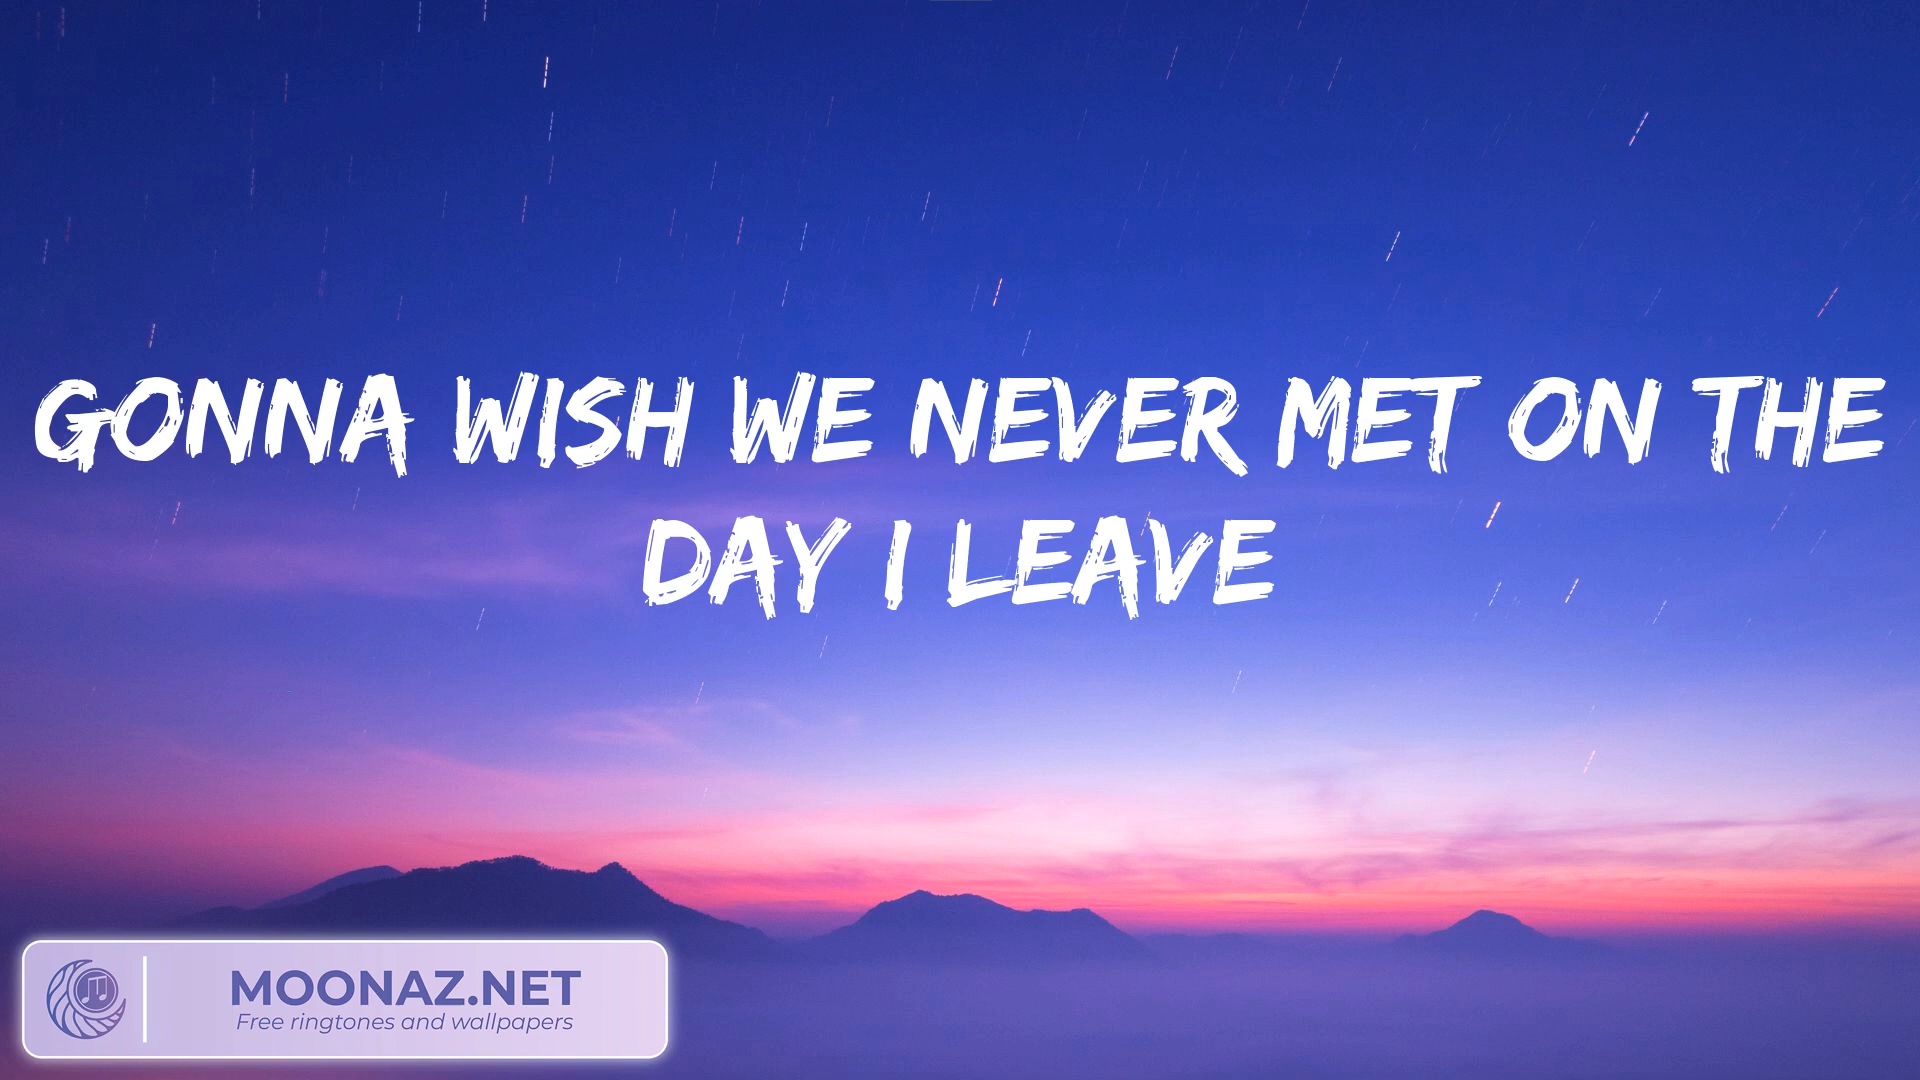 GONNA WISH WE NEVER MET ON THE
DAY I LEAVE
MOONAZ.NET
Free ringtones and wallpapers